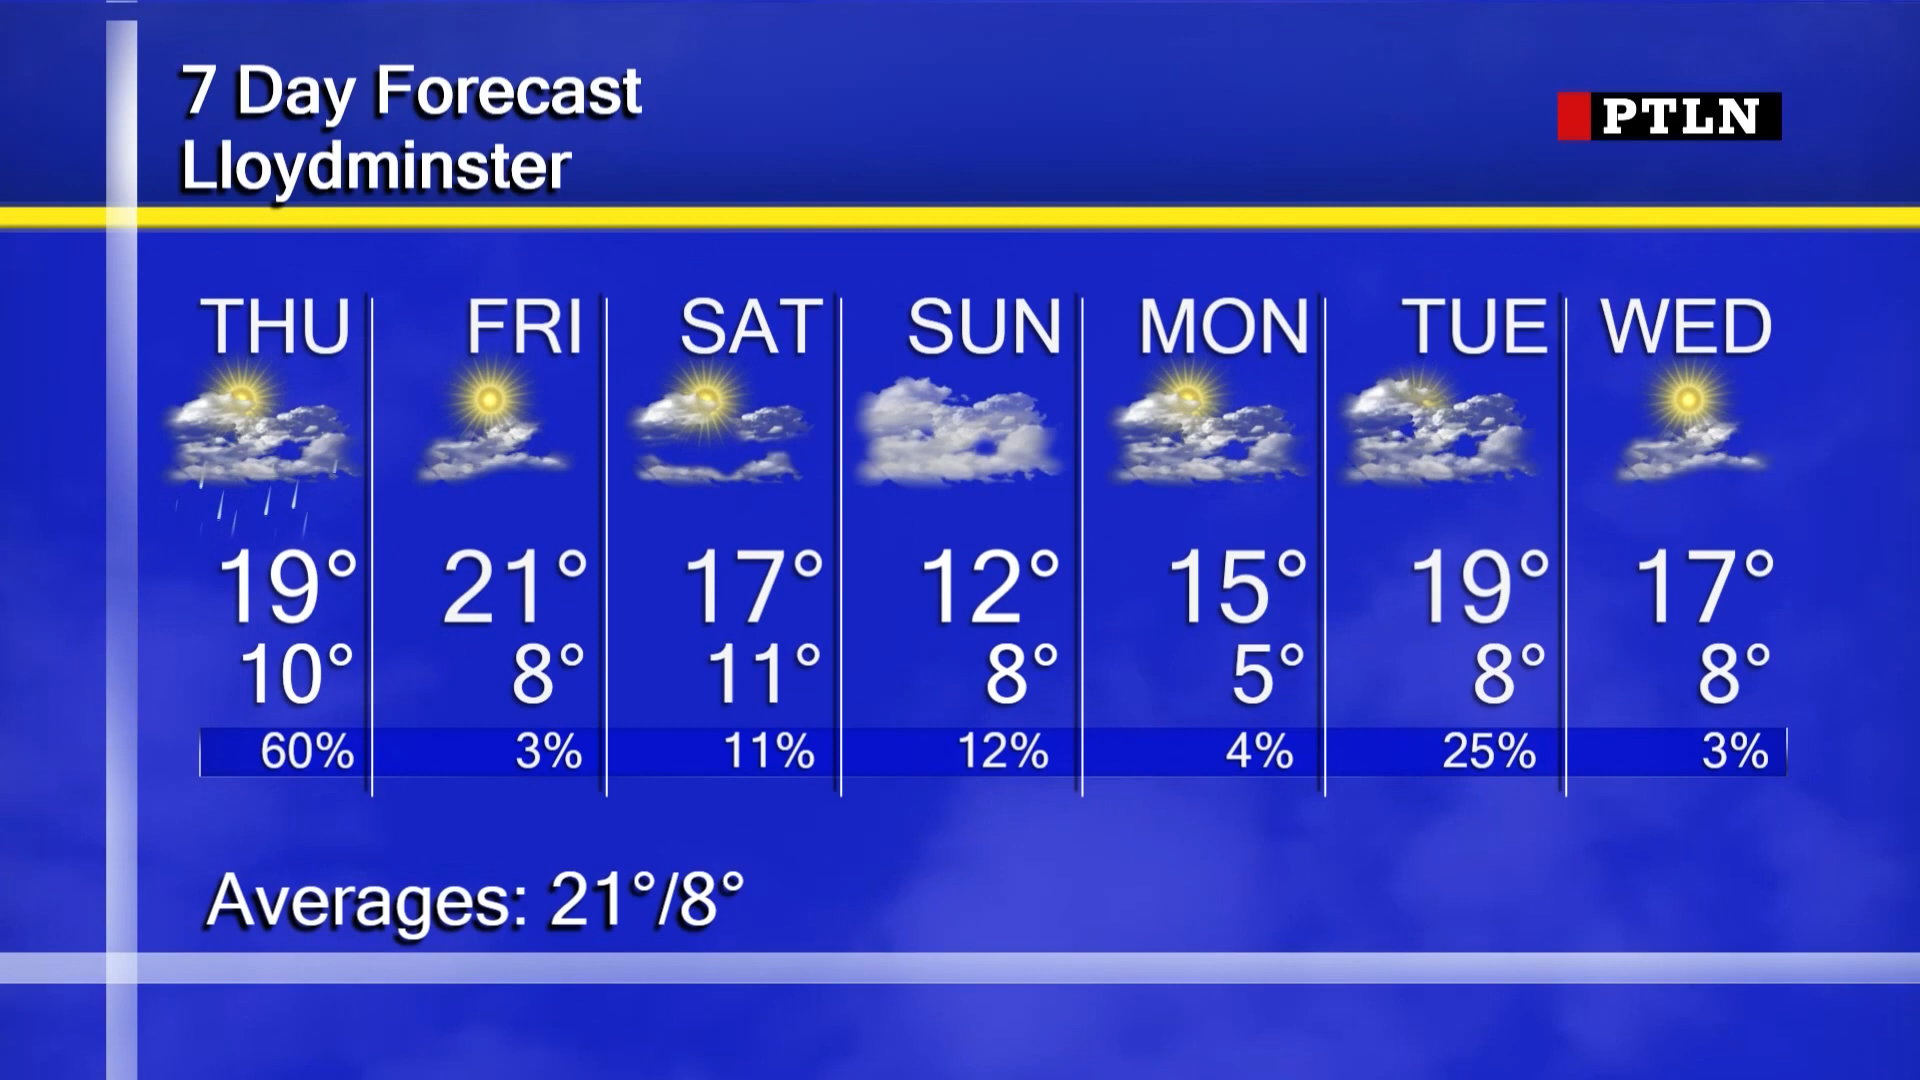 7 Day Forecast
Lloydminster
PTLN
THU FRI SAT SUN MON TUE WED
19° 21° 17° 12° 15° 19° 17°
10° 8° 11° 8° 5° 8° 8°
60% 3% 11% 12% 4% 25% 3%
Averages: 21°/8°